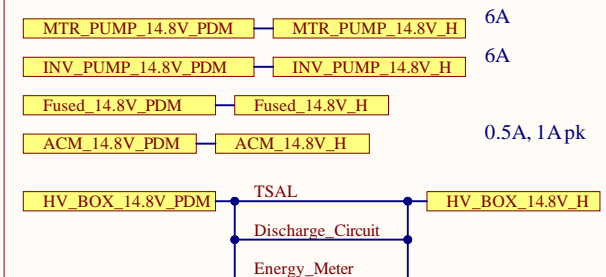 MTR_PUMP_14.8V_PDM MTR_PUMP_14.8V_H 6A
INV_PUMP_14.8V_PDM INV_PUMP_14.8V_H 6A
Fused_14.8V_PDM Fused_14.8V_H
ACM_14.8V_PDM ACM_14.8V_H 0.5A, 1A pk
HV_BOX_14.8V_PDM TSAL HV_BOX_14.8V_H
Discharge_Circuit
Energy_Meter